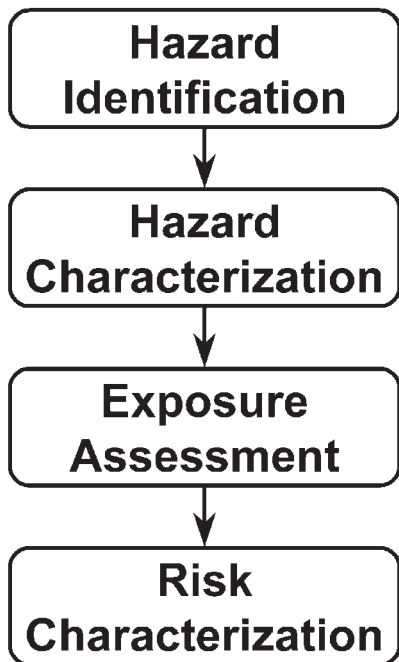 Hazard
Identification
Hazard
Characterization
Exposure
Assessment
Risk
Characterization